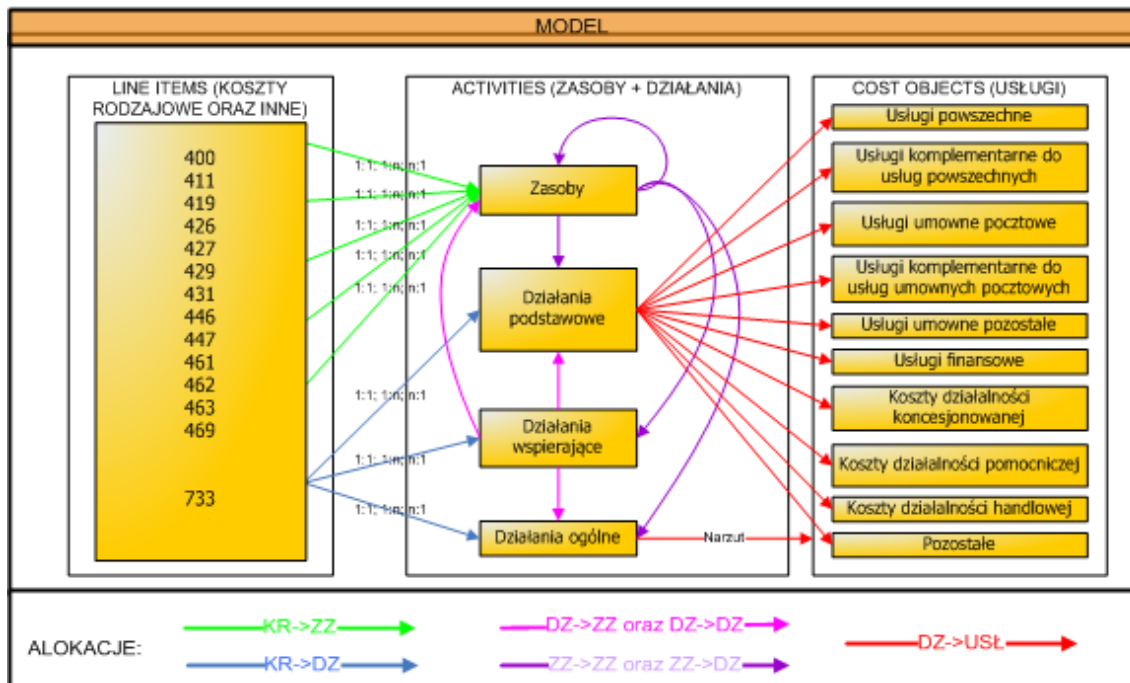 MODEL
LINE ITEMS (KOSZTY
RODZAJOWE ORAZ INNE)
400
411
419
426
427
429
431
446
447
461
462
463
469
733
1:1; 1:n; n:1
1:1; 1:n; n:1
1:1; 1:n; n:1
1:1; 1:n; n:1
1:1; 1:n; n:1
1:1; 1:n; n:1
1:1; 1:n; n:1
1:1; 1:n; n:1
ACTIVITIES (ZASOBY + DZIAŁANIA)
Zasoby
Działania
podstawowe
Działania
wspierające
Działania ogólne
Narzut
COST OBJECTS (USŁUGI)
Usługi powszechne
Usługi komplementarne do
usług powszechnych
Usługi umowne pocztowe
Usługi komplementarne do
usług umownych pocztowych
Usługi umowne pozostałe
Usługi finansowe
Koszty działalności
koncesjonowanej
Koszty działalności pomocniczej
Koszty działalności handlowej
Pozostałe
ALOKACJE:
KR->ZZ
KR->DZ
DZ->ZZ oraz DZ->DZ
ZZ->ZZ oraz ZZ->DZ
DZ->USŁ